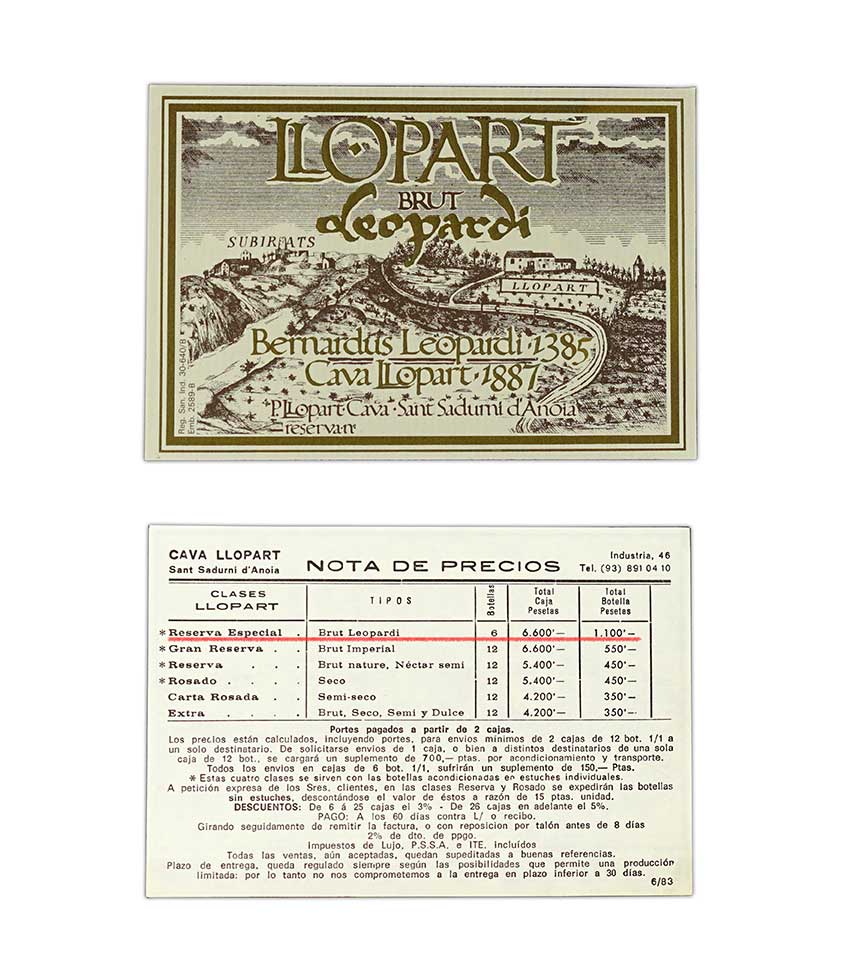 LLOPART
BRUT
Leopardi
SUBIRATS
LLOPART
Bernardus Leopardi·1385
Cava LLopart·1887
P.LLopart·Cava·Sant Sadurni d'Anoia
reserva·nº
Reg. San. Ind. 30-640/B
Emb. 2589-B
CAVA LLOPART
Sant Sadurni d'Anoia
NOTA DE PRECIOS
Industria, 46
Tel. (93) 891 04 10
CLASES LLOPART TIPOS Botellas Total Caja Pesetas Total Botella Pesetas
* Reserva Especial . Brut Leopardi 6 6.600'— 1.100'—
* Gran Reserva . . Brut Imperial 12 6.600'— 550'—
* Reserva . . . Brut nature, Néctar semi 12 5.400'— 450'—
* Rosado . . . . Seco 12 5.400'— 450'—
Carta Rosada . . Semi-seco 12 4.200'— 350'—
Extra . . . . Brut, Seco, Semi y Dulce 12 4.200'— 350'—
Portes pagados a partir do 2 cajas.
Los precios están calculados, incluyendo portes, para envios mínimos de 2 cajas de 12 bot. 1/1 a
un solo destinatario. De solicitarse envios de 1 caja, o bien a distintos destinatarios de una sola
caja de 12 bot., se cargará un suplemento de 700,— ptas. por acondicionamiento y transporte.
Todos los envios en cajas de 6 bot. 1/1, sufrirán un suplemento de 150,— Ptas.
* Estas cuatro clases se sirven con las botellas acondicionadas en estuches individuales.
A petición expresa de los Sres. clientes, en las clases Reserva y Rosado se expedirán las botellas
sin estuches, descontándose el valor de éstos a razón de 15 ptas. unidad.
DESCUENTOS: De 6 á 25 cajas el 3% - De 26 cajas en adelante el 5%.
PAGO: A los 60 días contra L/ o recibo.
Girando seguidamente de remitir la factura, o con reposicion por talón antes de 8 días
2% de dto. de ppgo.
Impuestos de Lujo, P.S.S.A. e ITE, incluídos
Todas las ventas, aún aceptadas, quedan supeditadas a buenas referencias.
Plazo de entrega, queda regulado siempre según las posibilidades que permite una producción
limitada: por lo tanto no nos comprometemos a la entrega en plazo inferior a 30 días.
6/83